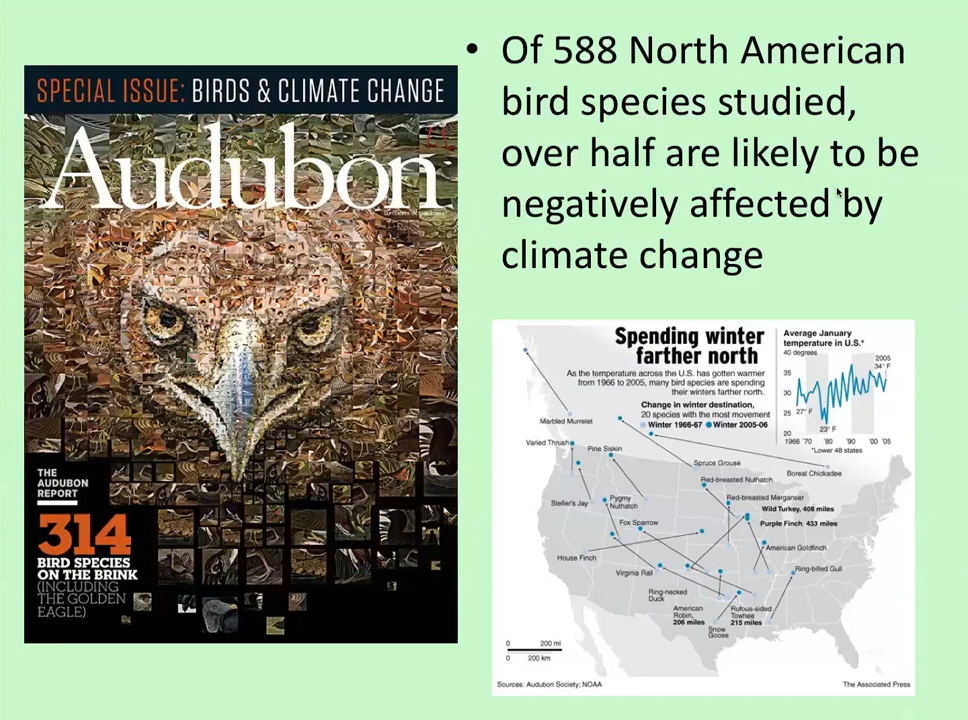 SPECIAL ISSUE: BIRDS & CLIMATE CHANGE
Audubon
THE
AUDUBON
REPORT
314
BIRD SPECIES
ON THE BRINK
(INCLUDING
THE GOLDEN
EAGLE)
• Of 588 North American
bird species studied,
over half are likely to be
negatively affected by
climate change
Spending winter
farther north
As the temperature across the U.S. has gotten warmer
from 1966 to 2005, many bird species are spending
their winters farther north.
Change in winter destination,
20 species with the most movement
Winter 1966-67 Winter 2005-06
Average January
temperature in U.S.*
40 degrees
2005
34° F
35
30
25
27° F
23° F
20
1966 '70 '80 '90 '00 '05
*Lower 48 states
Marbled Murrelet
Varied Thrush
Pine Siskin
Spruce Grouse
Boreal Chickadee
Red-breasted Nuthatch
Steller's Jay
Pygmy
Nuthatch
Red-breasted Merganser
Wild Turkey, 408 miles
Fox Sparrow
Purple Finch, 433 miles
House Finch
American Goldfinch
Virginia Rail
Ring-billed Gull
Ring-necked
Duck
American
Robin,
206 miles
Rufous-sided
Towhee
215 miles
Snow
Goose
0 200 mi
0 200 km
Sources: Audubon Society; NOAA
The Associated Press